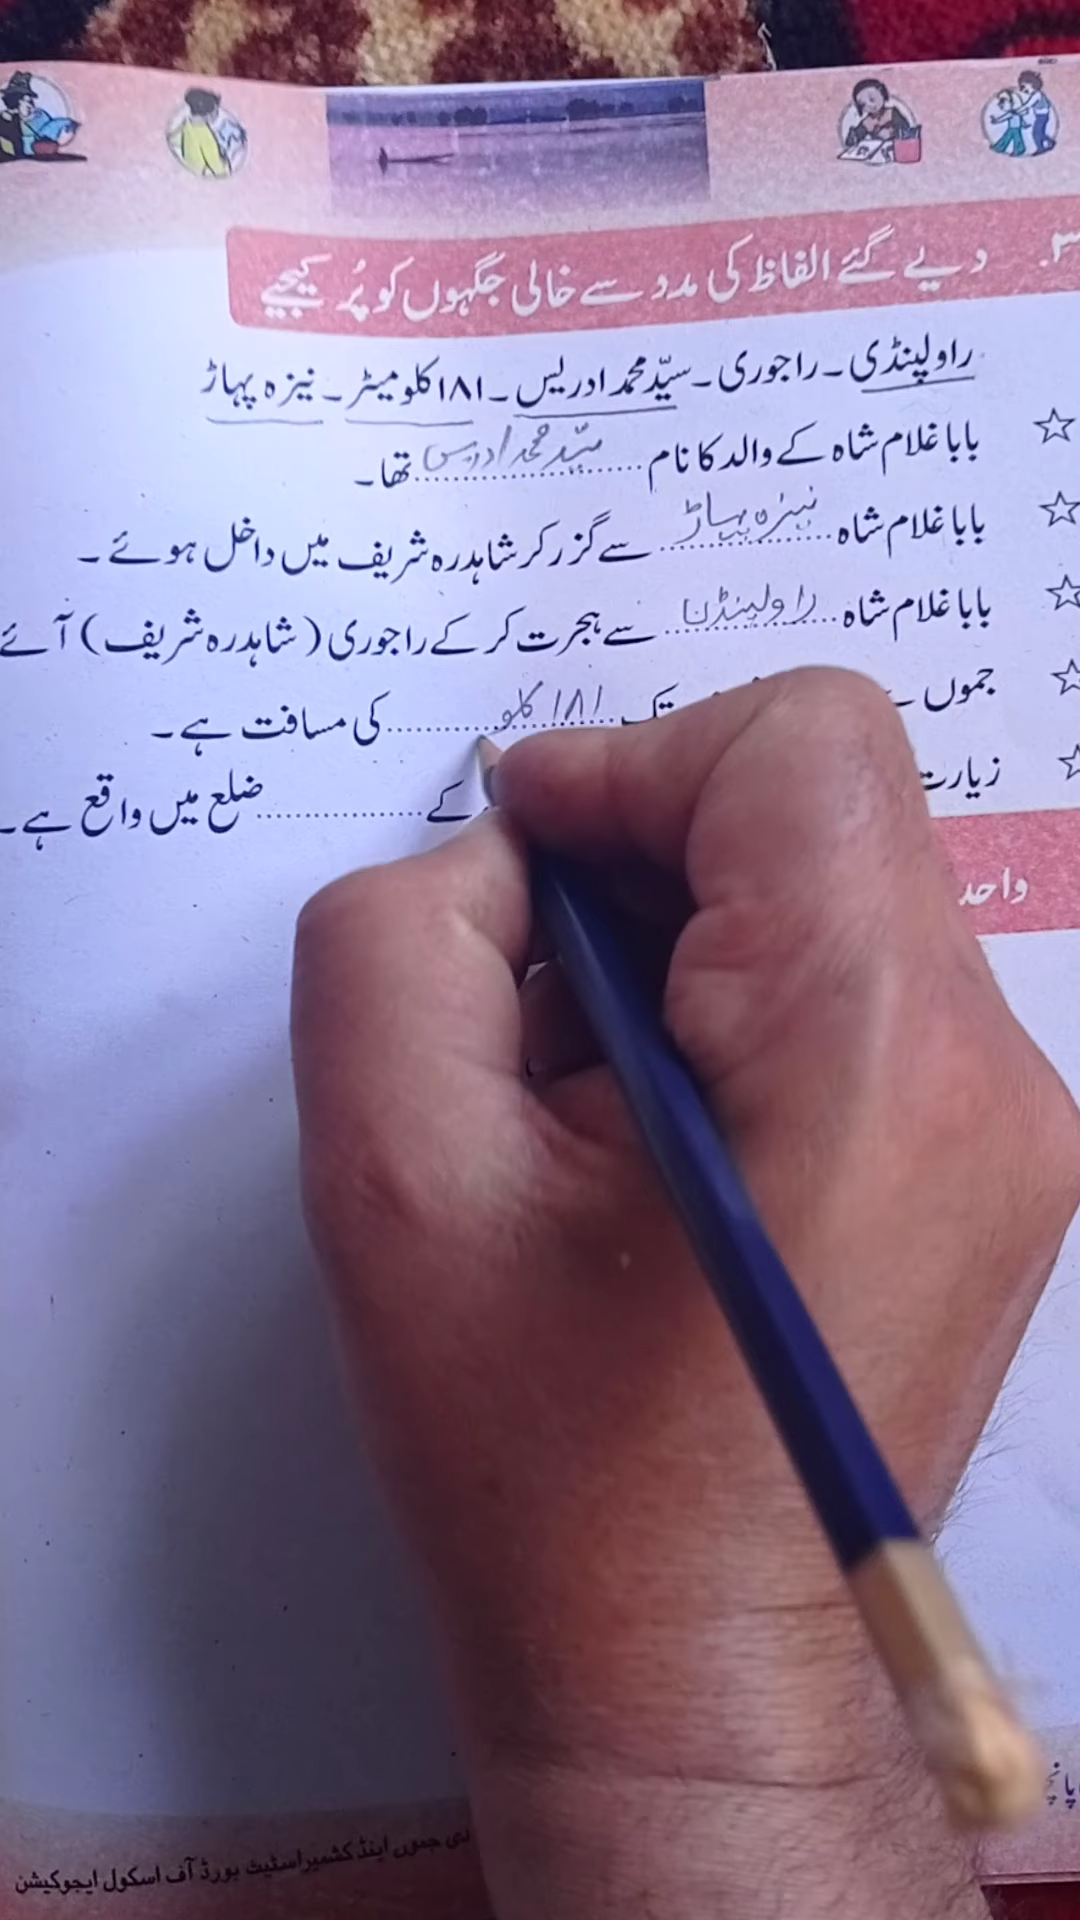 ۳. دیے گئے الفاظ کی مدد سے خالی جگہوں کو پُر کیجیے
راولپنڈی ۔ راجوری ۔ سیّد محمد ادریس ۔ ۱۸۱ کلو میٹر ۔ نیزہ پہاڑ
بابا غلام شاہ کے والد کا نام سیّد محمد ادریس تھا ۔
بابا غلام شاہ نیزہ پہاڑ سے گزر کر شاہدرہ شریف میں داخل ہوئے ۔
بابا غلام شاہ راولپنڈی سے ہجرت کر کے راجوری ( شاہدرہ شریف ) آئے
جموں تک ۱۸۱ کلو کی مسافت ہے ۔
زیارت کے ضلع میں واقع ہے ۔
واحد
دی جموں اینڈ کشمیر اسٹیٹ بورڈ آف اسکول ایجوکیشن